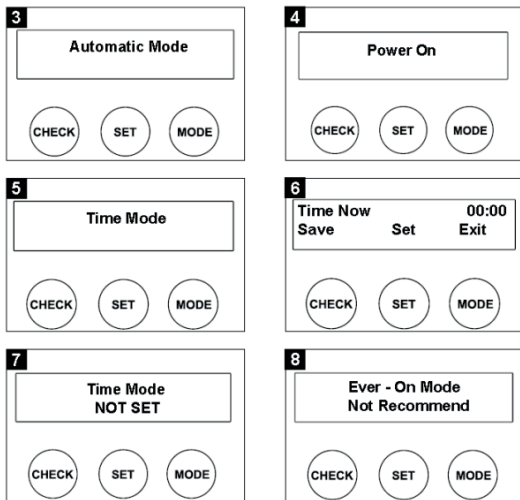 3
Automatic Mode
CHECK SET MODE
4
Power On
CHECK SET MODE
5
Time Mode
CHECK SET MODE
6
Time Now 00:00
Save Set Exit
CHECK SET MODE
7
Time Mode
NOT SET
CHECK SET MODE
8
Ever - On Mode
Not Recommend
CHECK SET MODE